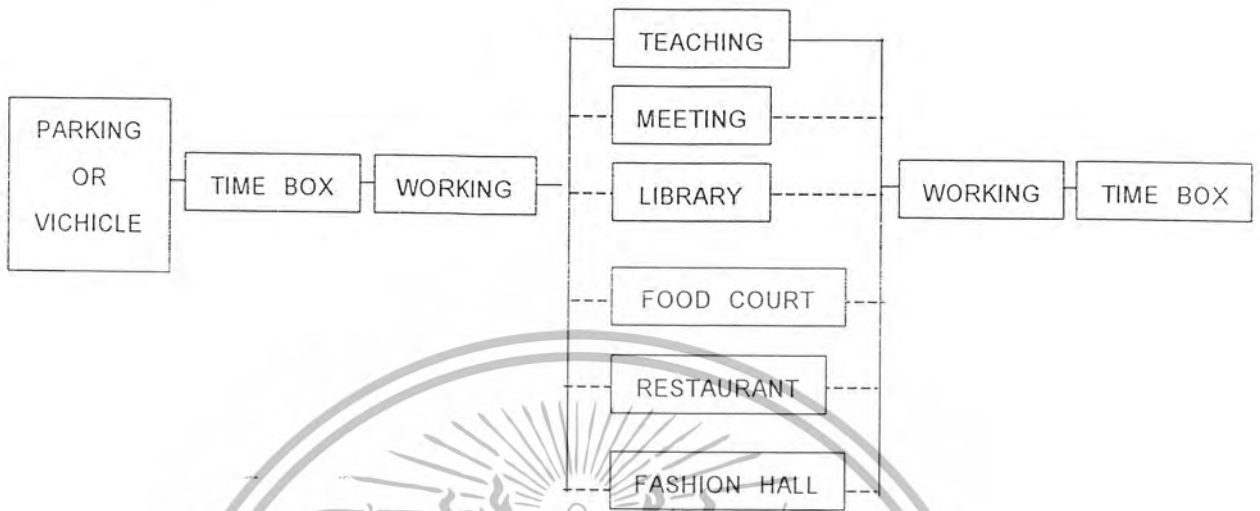 PARKING
OR
VICHICLE
TIME BOX
WORKING
TEACHING
MEETING
LIBRARY
FOOD COURT
RESTAURANT
FASHION HALL
WORKING
TIME BOX